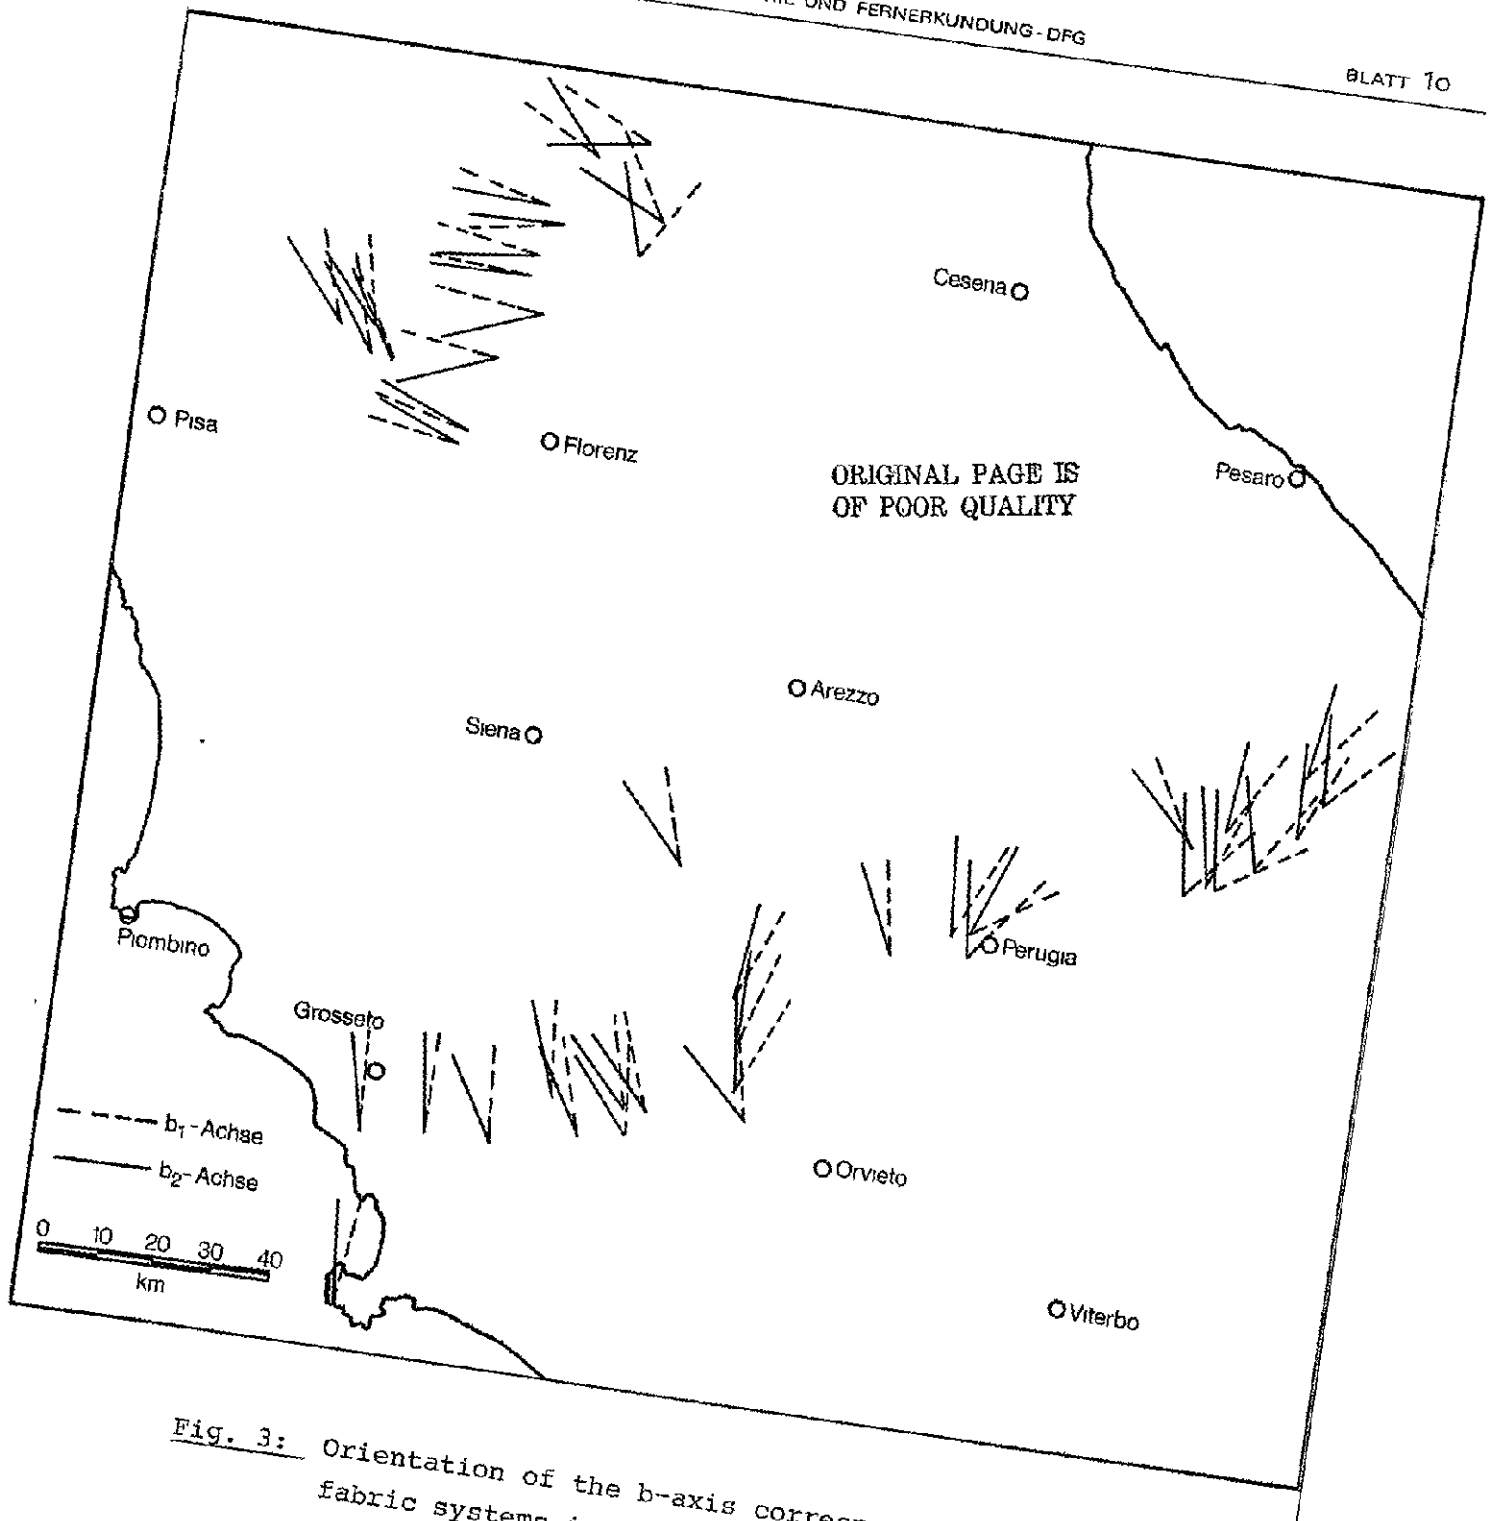 UND FERNERKUNDUNG-DFG
BLATT 10
Cesena
Pisa
Florenz
ORIGINAL PAGE IS
OF POOR QUALITY
Pesaro
Arezzo
Siena
Piombino
Perugia
Grosseto
b₁-Achse
b₂-Achse
Orvieto
0 10 20 30 40
km
Viterbo
Fig. 3: Orientation of the b-axis
fabric systems